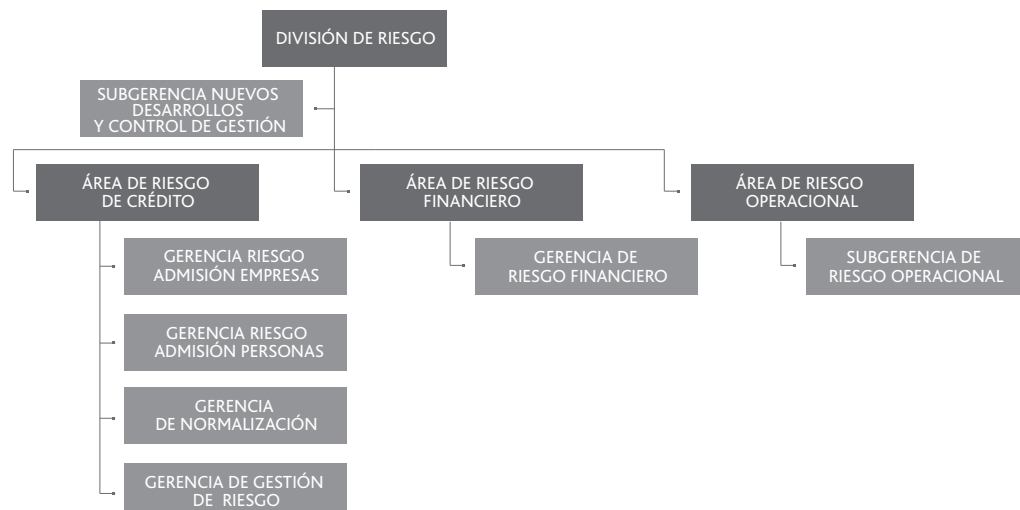 DIVISIÓN DE RIESGO
SUBGERENCIA NUEVOS
DESARROLLOS
Y CONTROL DE GESTIÓN
ÁREA DE RIESGO
DE CRÉDITO
ÁREA DE RIESGO
FINANCIERO
ÁREA DE RIESGO
OPERACIONAL
GERENCIA RIESGO
ADMISIÓN EMPRESAS
GERENCIA DE
RIESGO FINANCIERO
SUBGERENCIA DE
RIESGO OPERACIONAL
GERENCIA RIESGO
ADMISIÓN PERSONAS
GERENCIA
DE NORMALIZACIÓN
GERENCIA DE GESTIÓN
DE RIESGO